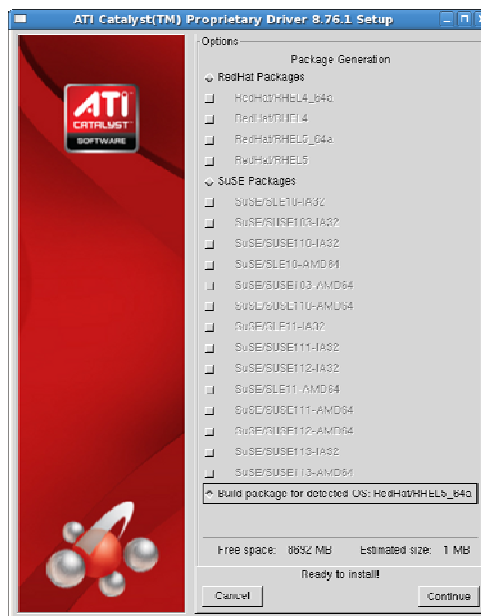 ATI Catalyst(TM) Proprietary Driver 8.76.1 Setup
ATI
CATALYST™
SOFTWARE
Options
Package Generation
RedHat Packages
RedHat/RHEL4_64a
RedHat/RHEL4
RedHat/RHEL5_64a
RedHat/RHEL5
SuSE Packages
SuSE/SLE10-IA32
SuSE/SUSE103-IA32
SuSE/SUSE110-IA32
SuSE/SLE10-AMD64
SuSE/SUSE103-AMD64
SuSE/SUSE110-AMD64
SuSE/SLE11-IA32
SuSE/SUSE111-IA32
SuSE/SUSE112-IA32
SuSE/SLE11-AMD64
SuSE/SUSE111-AMD64
SuSE/SUSE112-AMD64
SuSE/SUSE113-IA32
SuSE/SUSE113-AMD64
Build package for detected OS: RedHat/RHEL5_64a
Free space: 8692 MB Estimated size: 1 MB
Ready to install!
Cancel Continue